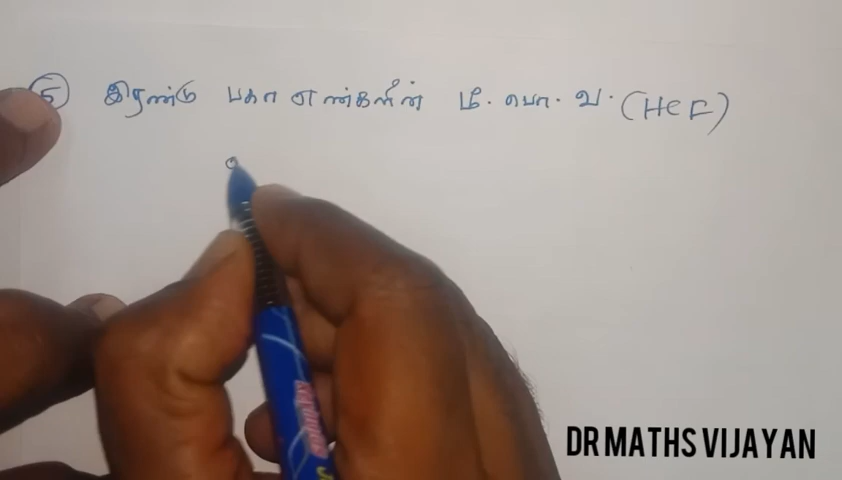 5 இரண்டு பகா எண்களின் மீ. பொ. வ. (HCF)
DR MATHS VIJAYAN